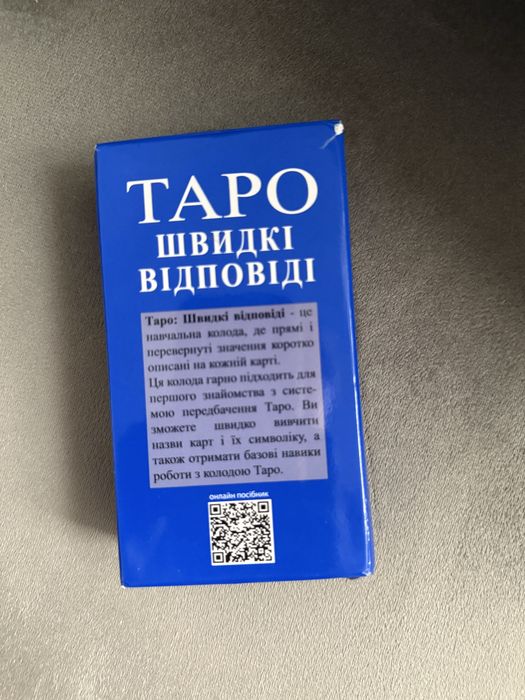 ТАРО
ШВИДКІ
ВІДПОВІДІ
Таро: Швидкі відповіді - це
навчальна колода, де прямі і
перевернуті значення коротко
описані на кожній карті.
Ця колода гарно підходить для
першого знайомства з систе-
мою передбачення Таро. Ви
зможете швидко вивчити
назви карт і їх символіку, а
також отримати базові навики
роботи з колодою Таро.
онлайн посібник